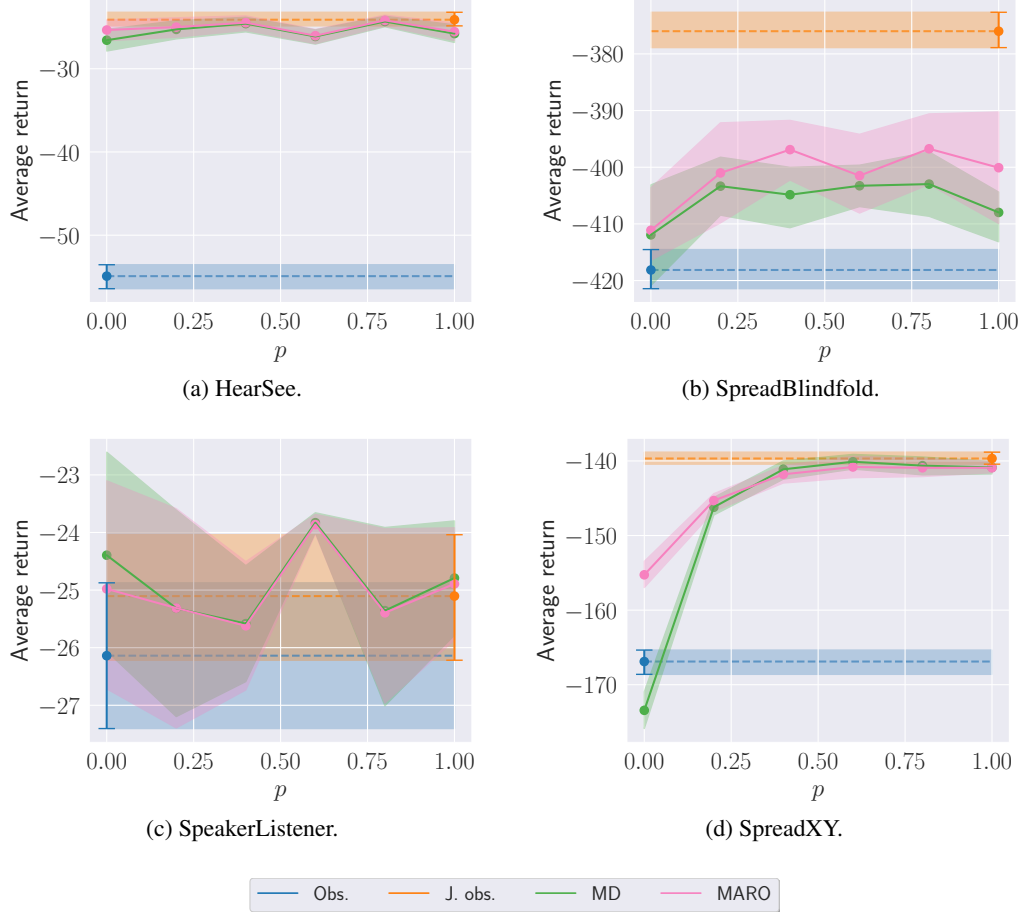 Average return
−30
−40
−50
0.00 0.25 0.50 0.75 1.00
p
(a) HearSee.
Average return
−380
−390
−400
−410
−420
0.00 0.25 0.50 0.75 1.00
p
(b) SpreadBlindfold.
Average return
−23
−24
−25
−26
−27
0.00 0.25 0.50 0.75 1.00
p
(c) SpeakerListener.
Average return
−140
−150
−160
−170
0.00 0.25 0.50 0.75 1.00
p
(d) SpreadXY.
Obs. J. obs. MD MARO